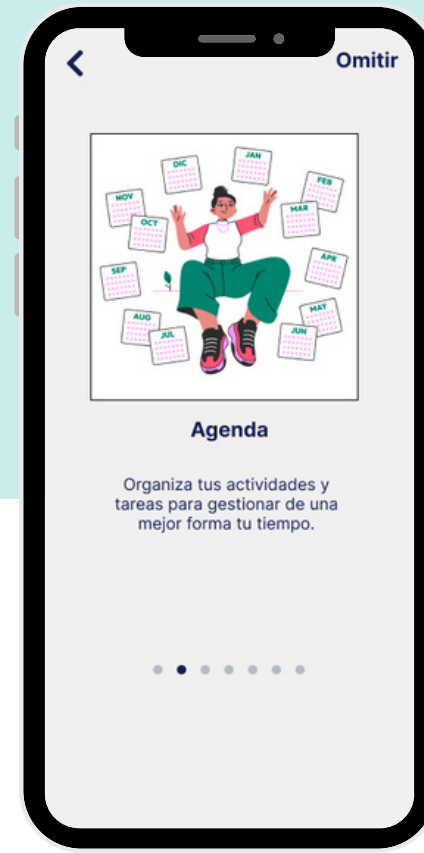 Omitir
DIC
JAN
NOV
FEB
OCT
MAR
SEP
APR
AUG
MAY
JUL
JUN
Agenda
Organiza tus actividades y
tareas para gestionar de una
mejor forma tu tiempo.